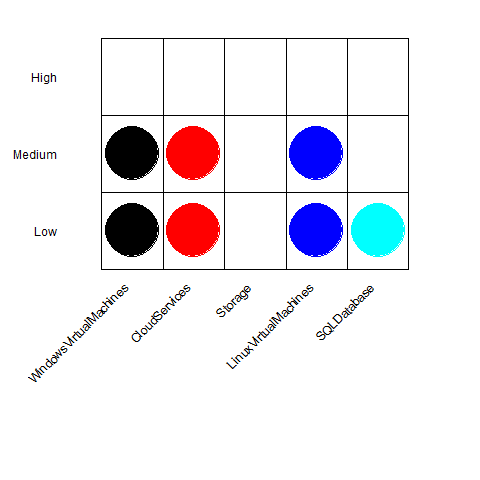 High
Medium
Low
WindowsVirtualMachines
CloudServices
Storage
LinuxVirtualMachines
SQLDatabase